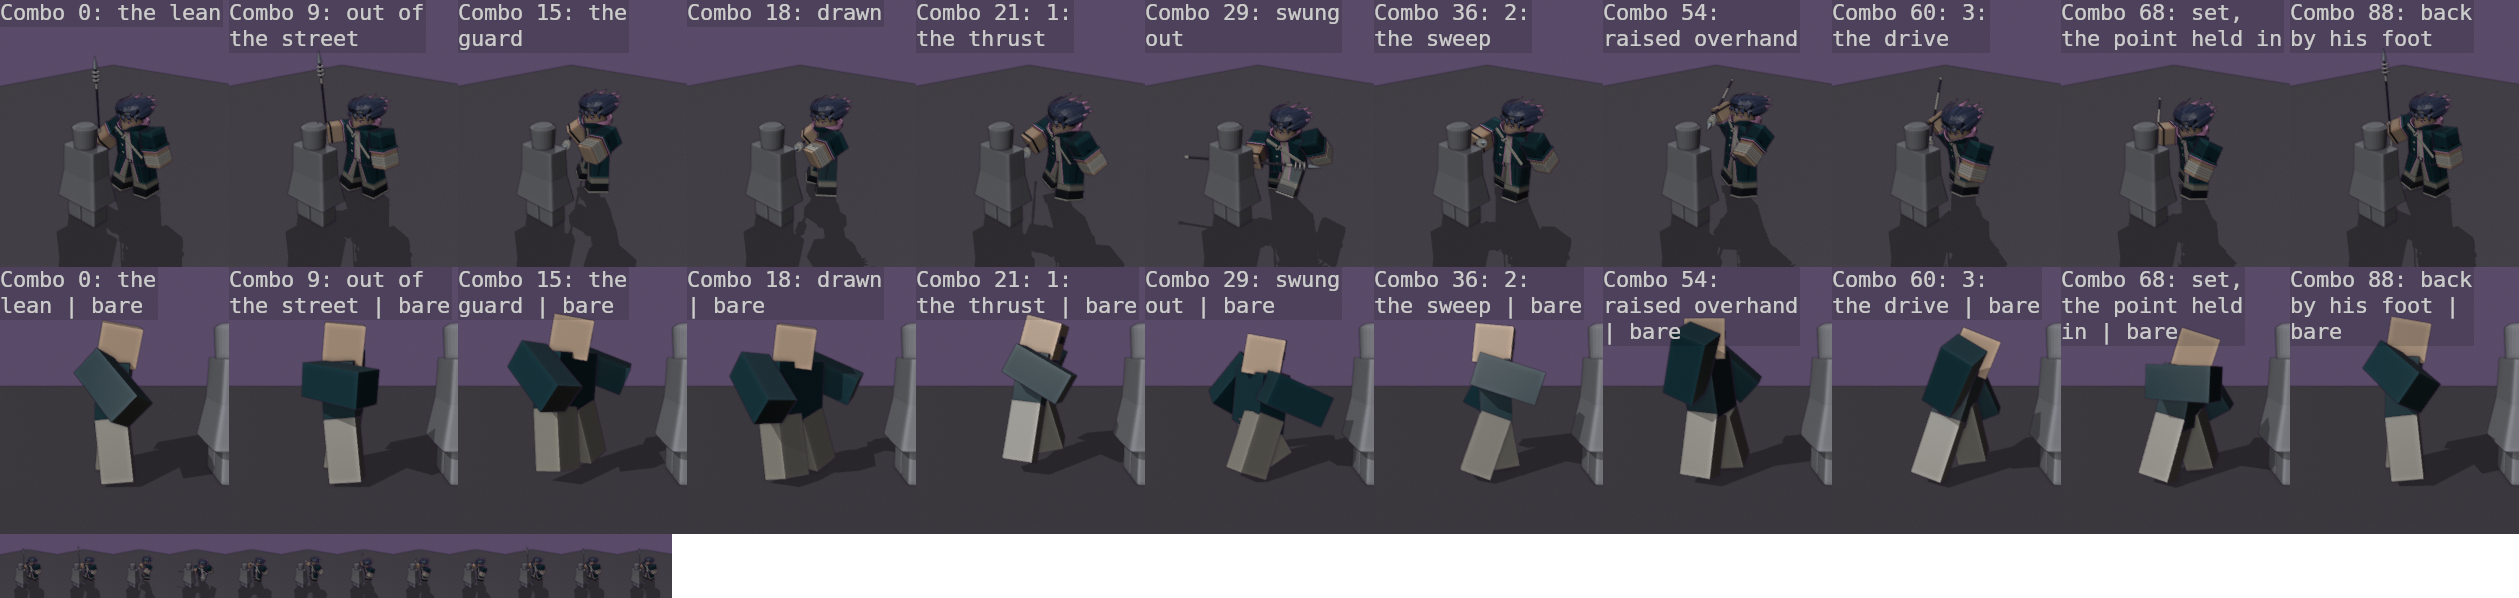 Combo 0: the lean
Combo 9: out of
the street
Combo 15: the
guard
Combo 18: drawn
Combo 21: 1:
the thrust
Combo 29: swung
out
Combo 36: 2:
the sweep
Combo 54:
raised overhand
Combo 60: 3:
the drive
Combo 68: set,
the point held in
Combo 88: back
by his foot
Combo 0: the
lean | bare
Combo 9: out of
the street | bare
Combo 15: the
guard | bare
Combo 18: drawn
| bare
Combo 21: 1:
the thrust | bare
Combo 29: swung
out | bare
Combo 36: 2:
the sweep | bare
Combo 54:
raised overhand
| bare
Combo 60: 3:
the drive | bare
Combo 68: set,
the point held
in | bare
Combo 88: back
by his foot |
bare